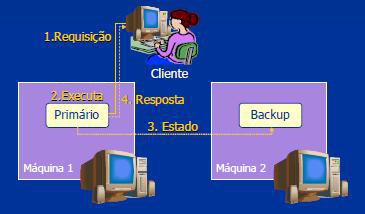 1.Requisição
Cliente
2.Executa
4. Resposta
Primário
Backup
3. Estado
Máquina 1
Máquina 2